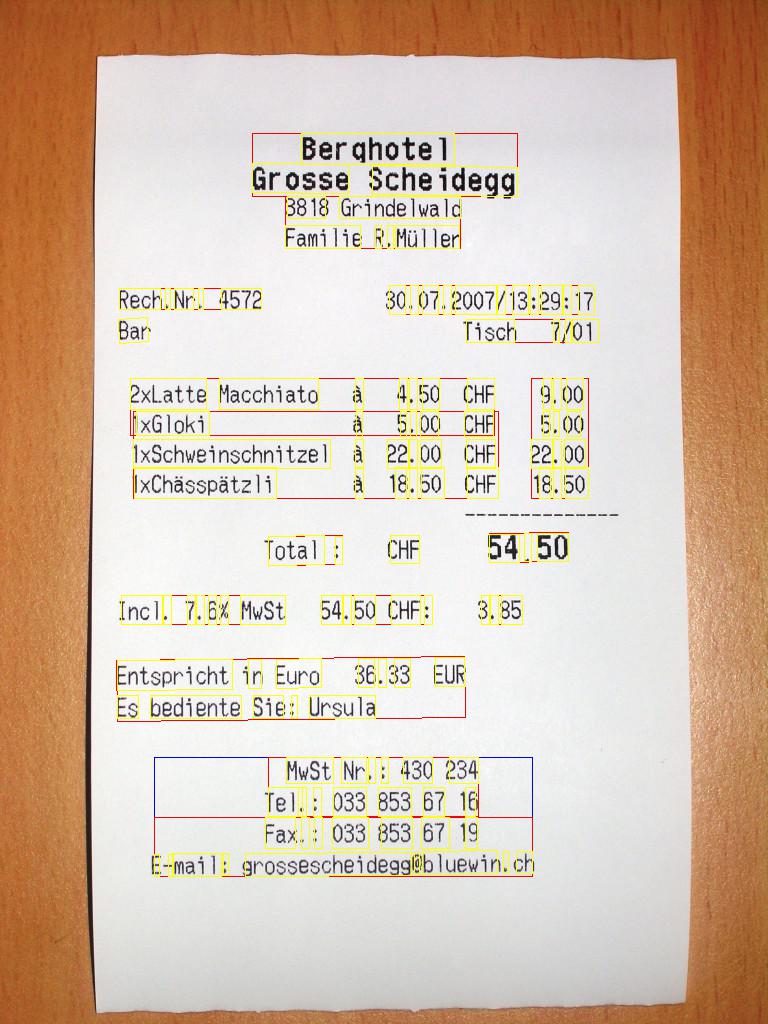 Berghotel
Grosse Scheidegg
3818 Grindelwald
Familie R.Müller
Rech.Nr. 4572 30.07.2007/13:29:17
Bar Tisch 7/01
2xLatte Macchiato à 4.50 CHF 9.00
1xGloki à 5.00 CHF 5.00
1xSchweinschnitzel à 22.00 CHF 22.00
1xChässpätzli à 18.50 CHF 18.50
--------------
Total : CHF 54.50
Incl. 7.6% MwSt 54.50 CHF: 3.85
Entspricht in Euro 36.33 EUR
Es bediente Sie: Ursula
MwSt Nr.: 430 234
Tel.: 033 853 67 16
Fax.: 033 853 67 19
E-mail: grossescheidegg@bluewin.ch